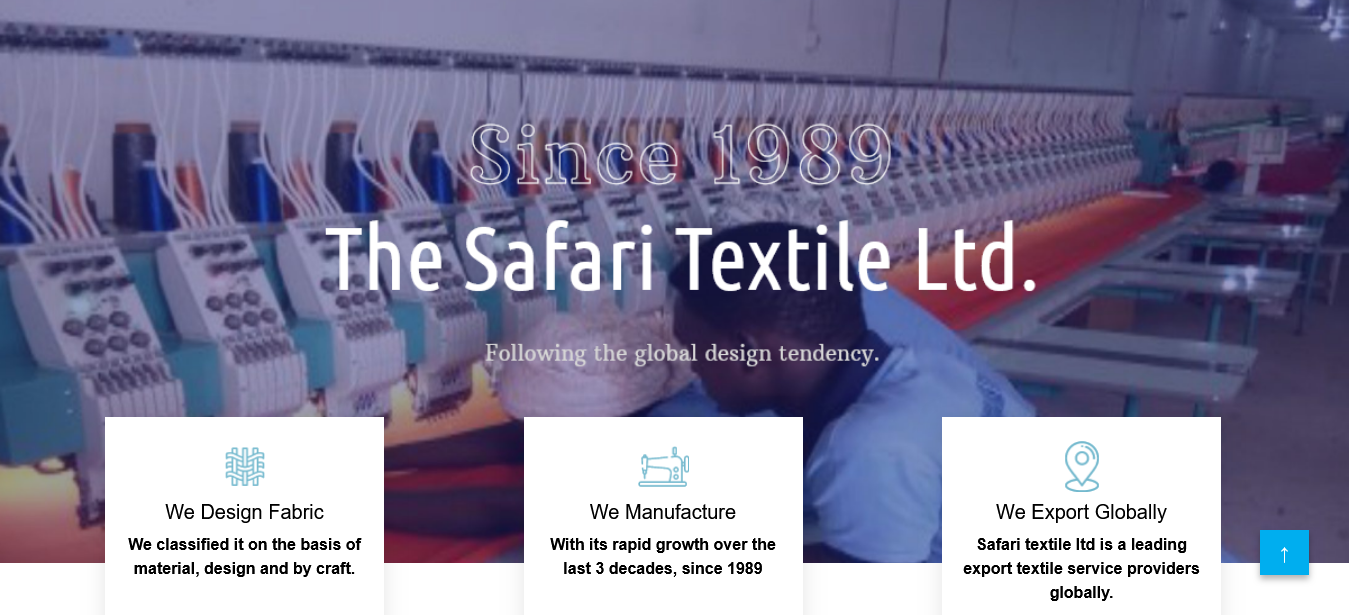 Since 1989
The Safari Textile Ltd.
Following the global design tendency.
We Design Fabric
We classified it on the basis of
material, design and by craft.
We Manufacture
With its rapid growth over the
last 3 decades, since 1989
We Export Globally
Safari textile ltd is a leading
export textile service providers
globally.
↑